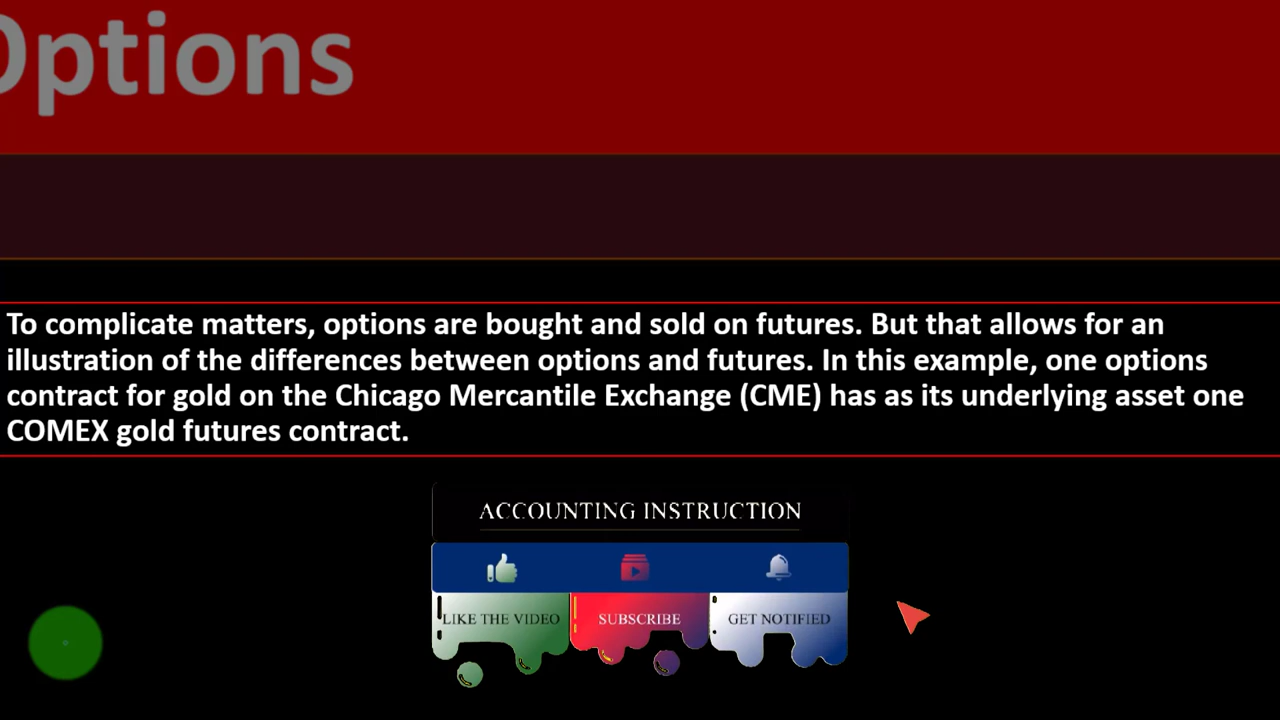 Options
To complicate matters, options are bought and sold on futures. But that allows for an
illustration of the differences between options and futures. In this example, one options
contract for gold on the Chicago Mercantile Exchange (CME) has as its underlying asset one
COMEX gold futures contract.
ACCOUNTING INSTRUCTION
LIKE THE VIDEO SUBSCRIBE GET NOTIFIED